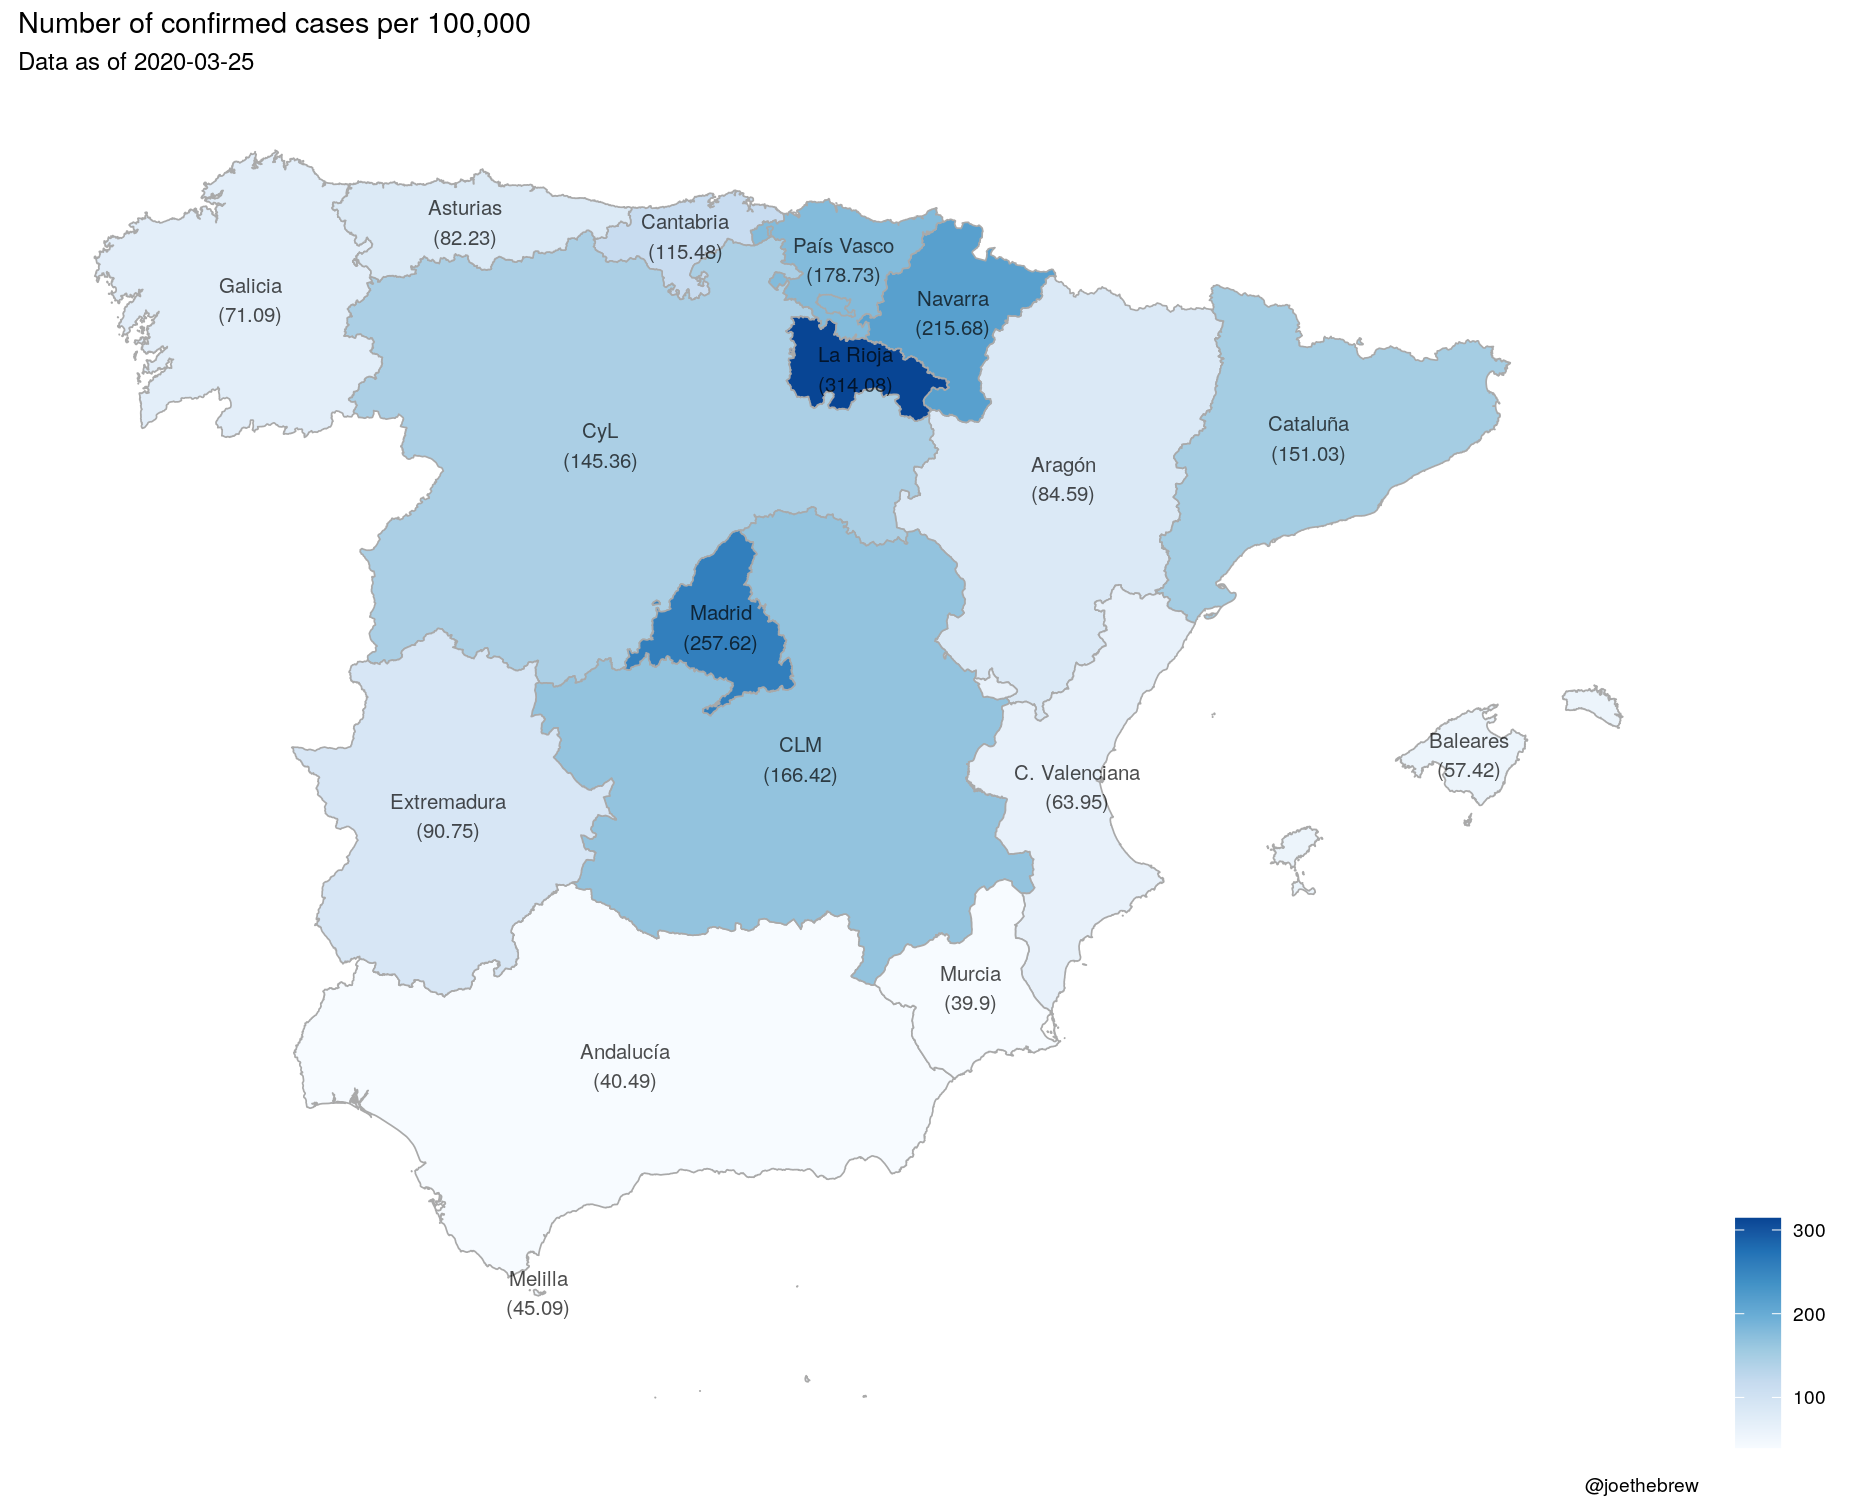 Number of confirmed cases per 100,000
Data as of 2020-03-25
Asturias
(82.23)
Cantabria
(115.48)
País Vasco
(178.73)
Galicia
(71.09)
Navarra
(215.68)
La Rioja
(314.08)
Cataluña
(151.03)
CyL
(145.36)
Aragón
(84.59)
Madrid
(257.62)
CLM
(166.42)
Baleares
(57.42)
C. Valenciana
(63.95)
Extremadura
(90.75)
Murcia
(39.9)
Andalucía
(40.49)
Melilla
(45.09)
300
200
100
@joethebrew